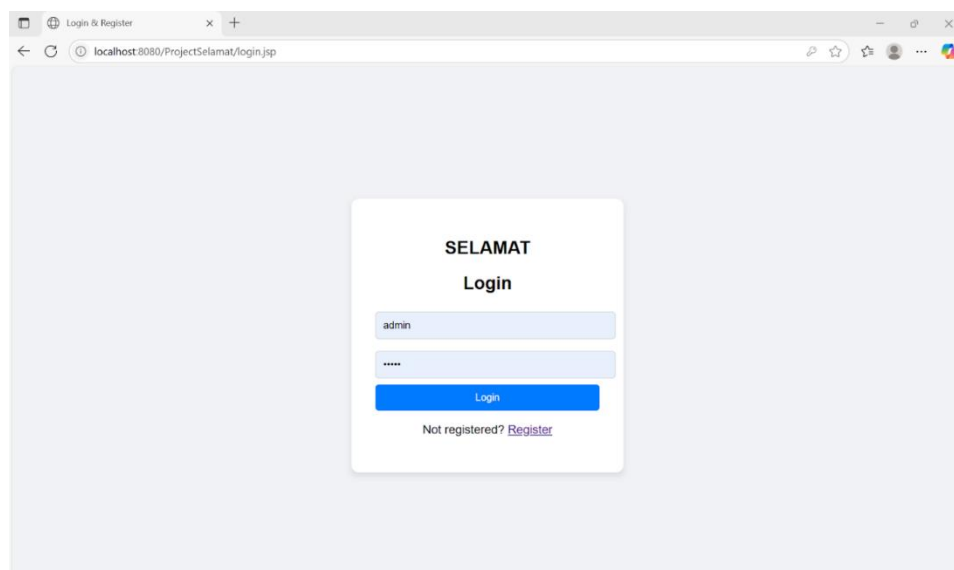 Login & Register
localhost:8080/ProjectSelamat/login.jsp
SELAMAT
Login
admin
•••••
Login
Not registered? Register